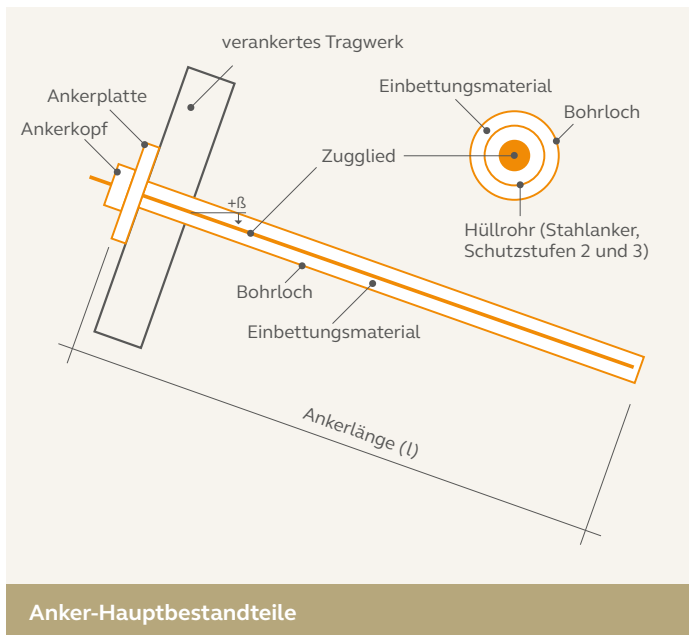 verankertes Tragwerk
Ankerplatte
Ankerkopf
Einbettungsmaterial
Bohrloch
Zugglied
+ß
Hüllrohr (Stahlanker,
Schutzstufen 2 und 3)
Bohrloch
Einbettungsmaterial
Ankerlänge (l)
Anker-Hauptbestandteile